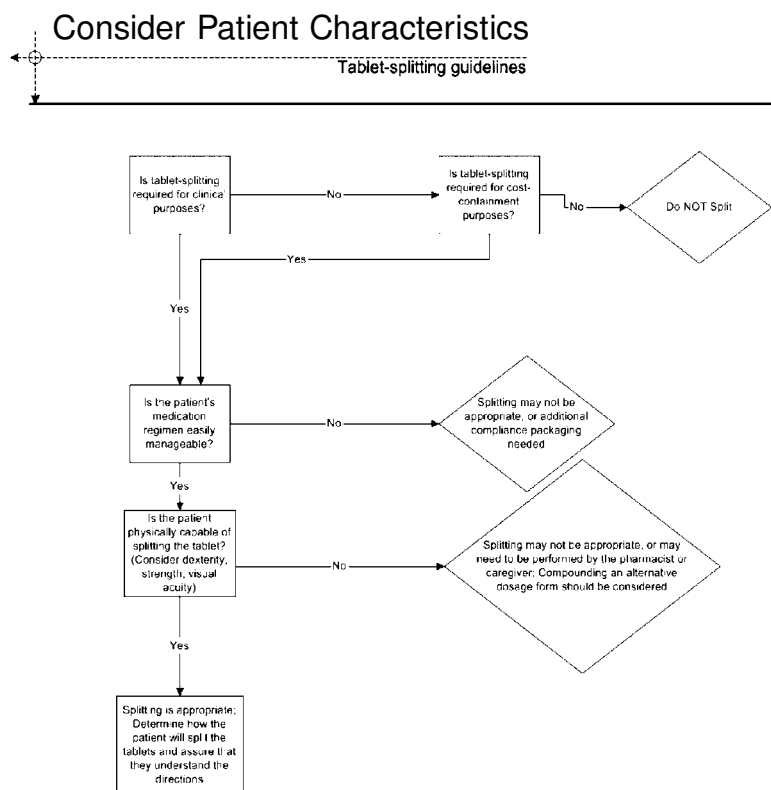 Consider Patient Characteristics
Tablet-splitting guidelines
Is tablet-splitting
required for clinical
purposes?
No
Is tablet-splitting
required for cost-
containment
purposes?
No
Do NOT Split
Yes
Yes
Is the patient's
medication
regimen easily
manageable?
No
Splitting may not be
appropriate, or additional
compliance packaging
needed
Yes
Is the patient
physically capable of
splitting the tablet?
(Consider dexterity,
strength, visual
acuity)
No
Splitting may not be appropriate, or may
need to be performed by the pharmacist or
caregiver; Compounding an alternative
dosage form should be considered
Yes
Splitting is appropriate;
Determine how the
patient will split the
tablets and assure that
they understand the
directions